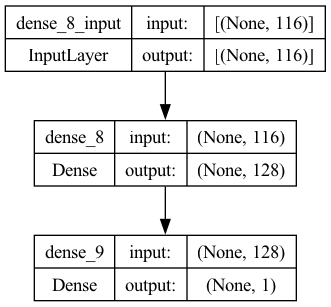 dense_8_input input: [(None, 116)]
InputLayer output: [(None, 116)]
dense_8 input: (None, 116)
Dense output: (None, 128)
dense_9 input: (None, 128)
Dense output: (None, 1)